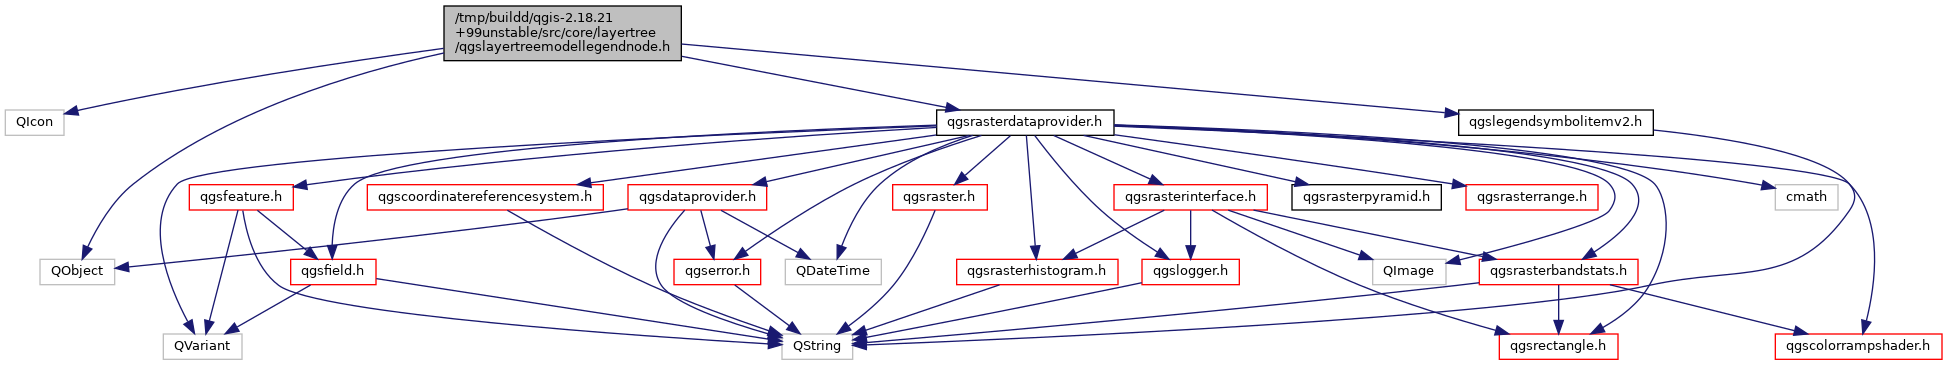 /tmp/buildd/qgis-2.18.21
+99unstable/src/core/layertree
/qgslayertreemodellegendnode.h
QIcon
qgsrasterdataprovider.h
qgslegendsymbolitemv2.h
qgsfeature.h
qgscoordinatereferencesystem.h
qgsdataprovider.h
qgsraster.h
qgsrasterinterface.h
qgsrasterpyramid.h
qgsrasterrange.h
cmath
QObject
qgsfield.h
qgserror.h
QDateTime
qgsrasterhistogram.h
qgslogger.h
QImage
qgsrasterbandstats.h
QVariant
QString
qgsrectangle.h
qgscolorrampshader.h